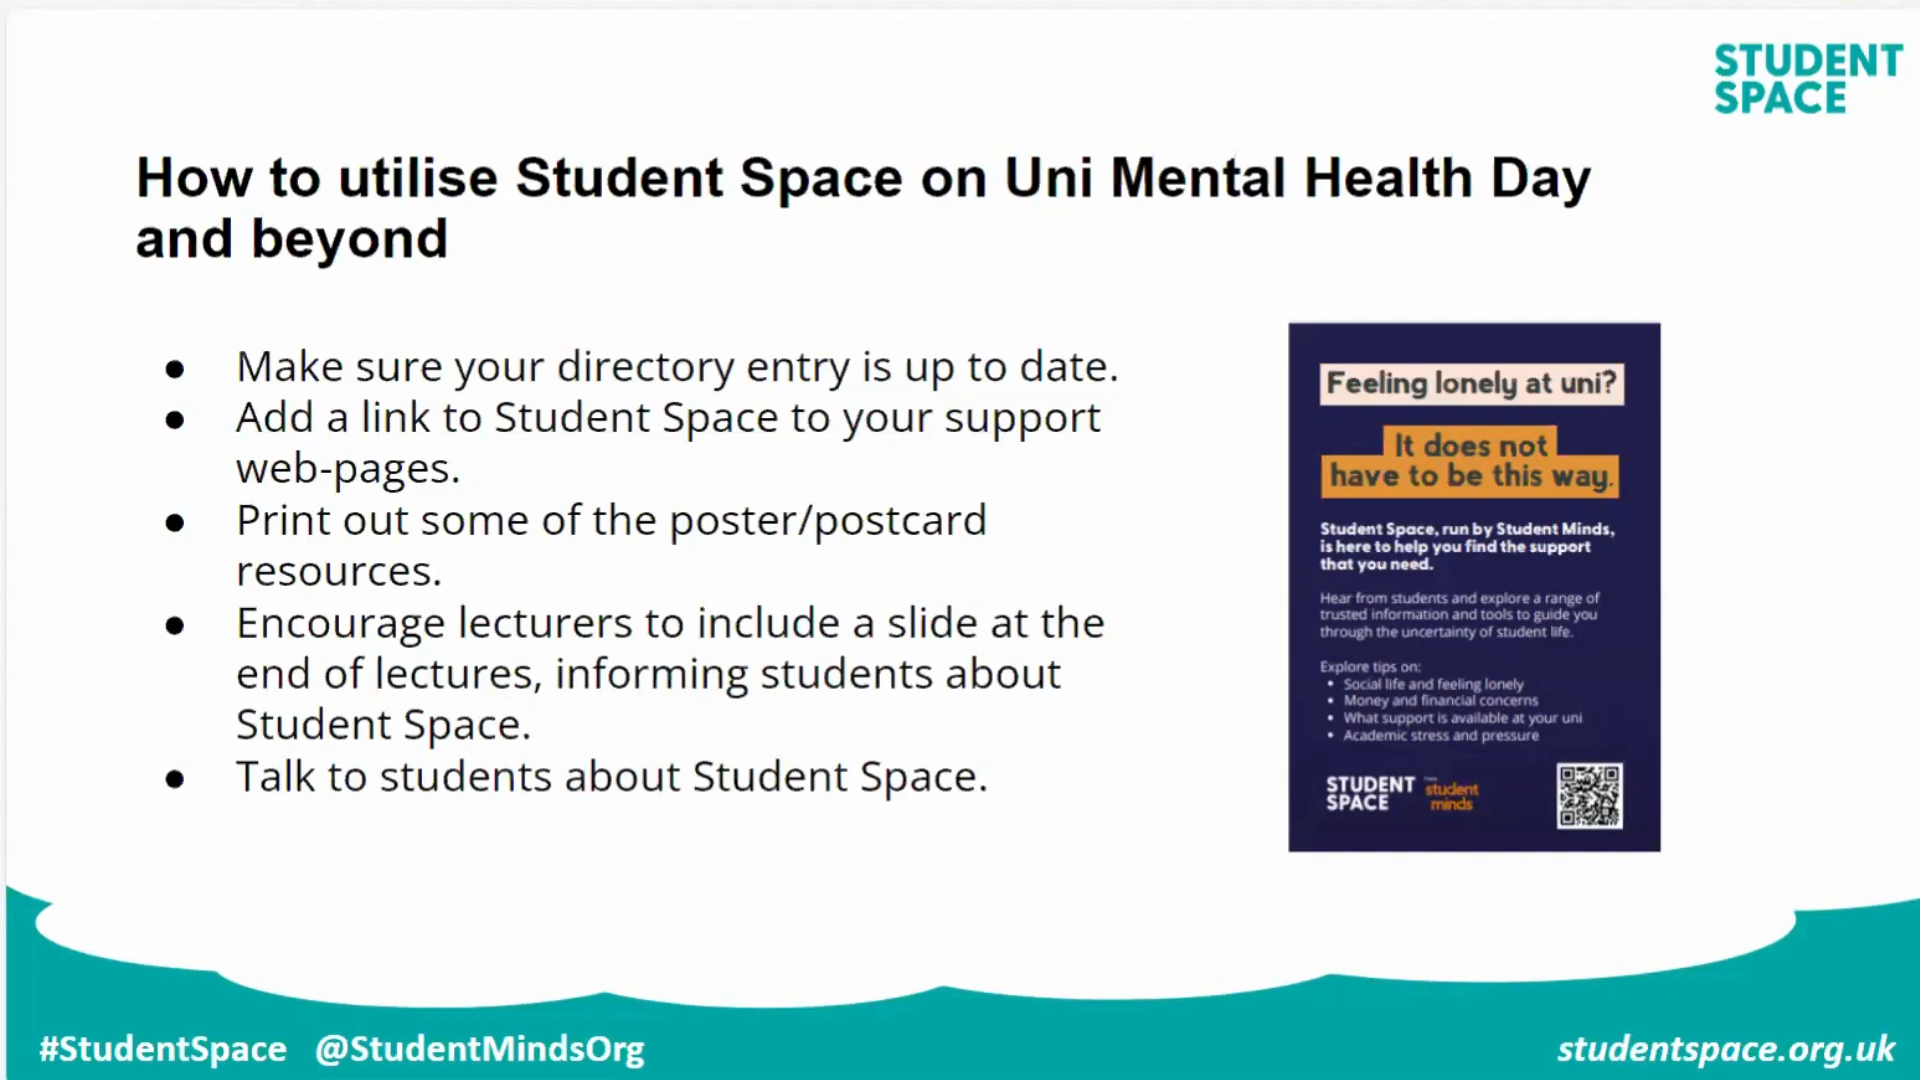 STUDENT
SPACE
How to utilise Student Space on Uni Mental Health Day
and beyond
● Make sure your directory entry is up to date.
● Add a link to Student Space to your support
web-pages.
● Print out some of the poster/postcard
resources.
● Encourage lecturers to include a slide at the
end of lectures, informing students about
Student Space.
● Talk to students about Student Space.
Feeling lonely at uni?
It does not
have to be this way.
Student Space, run by Student Minds,
is here to help you find the support
that you need.
Hear from students and explore a range of
trusted information and tools to guide you
through the uncertainty of student life.
Explore tips on:
• Social life and feeling lonely
• Money and financial concerns
• What support is available at your uni
• Academic stress and pressure
STUDENT
SPACE
student
minds
#StudentSpace @StudentMindsOrg
studentspace.org.uk